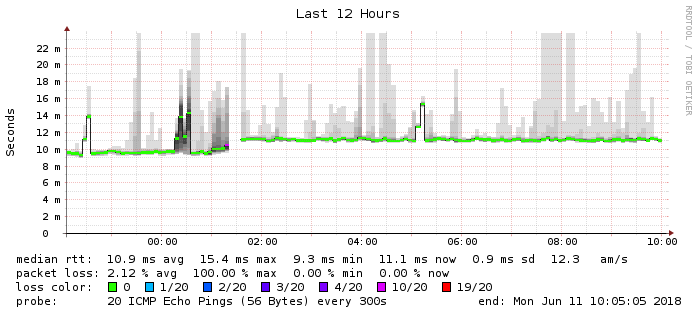 Last 12 Hours
RRDTOOL / TOBI OETIKER
Seconds
22 m
20 m
18 m
16 m
14 m
12 m
10 m
8 m
6 m
4 m
2 m
0
00:00 02:00 04:00 06:00 08:00 10:00
median rtt: 10.9 ms avg 15.4 ms max 9.3 ms min 11.1 ms now 0.9 ms sd 12.3 am/s
packet loss: 2.12 % avg 100.00 % max 0.00 % min 0.00 % now
loss color: 0 1/20 2/20 3/20 4/20 10/20 19/20
probe: 20 ICMP Echo Pings (56 Bytes) every 300s end: Mon Jun 11 10:05:05 2018